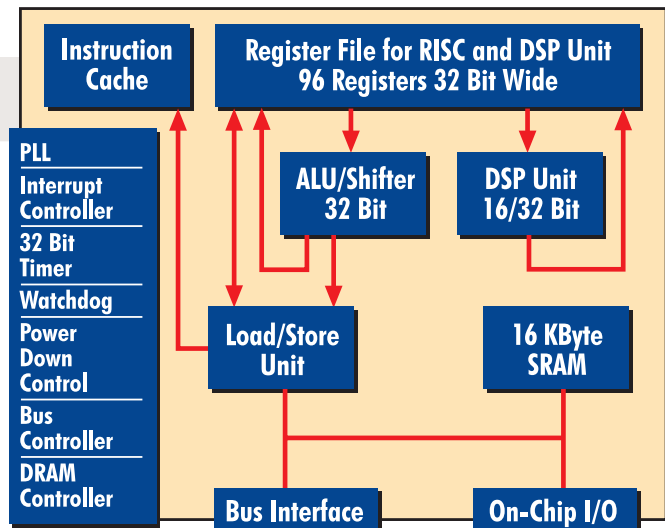 Instruction
Cache
Register File for RISC and DSP Unit
96 Registers 32 Bit Wide
PLL
Interrupt
Controller
32 Bit
Timer
Watchdog
Power
Down
Control
Bus
Controller
DRAM
Controller
ALU/Shifter
32 Bit
DSP Unit
16/32 Bit
Load/Store
Unit
16 KByte
SRAM
Bus Interface
On-Chip I/O